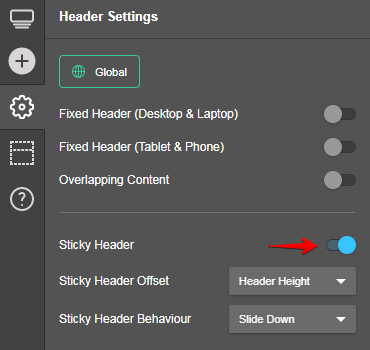 Header Settings
Global
Fixed Header (Desktop & Laptop)
Fixed Header (Tablet & Phone)
Overlapping Content
Sticky Header
Sticky Header Offset
Header Height
Sticky Header Behaviour
Slide Down